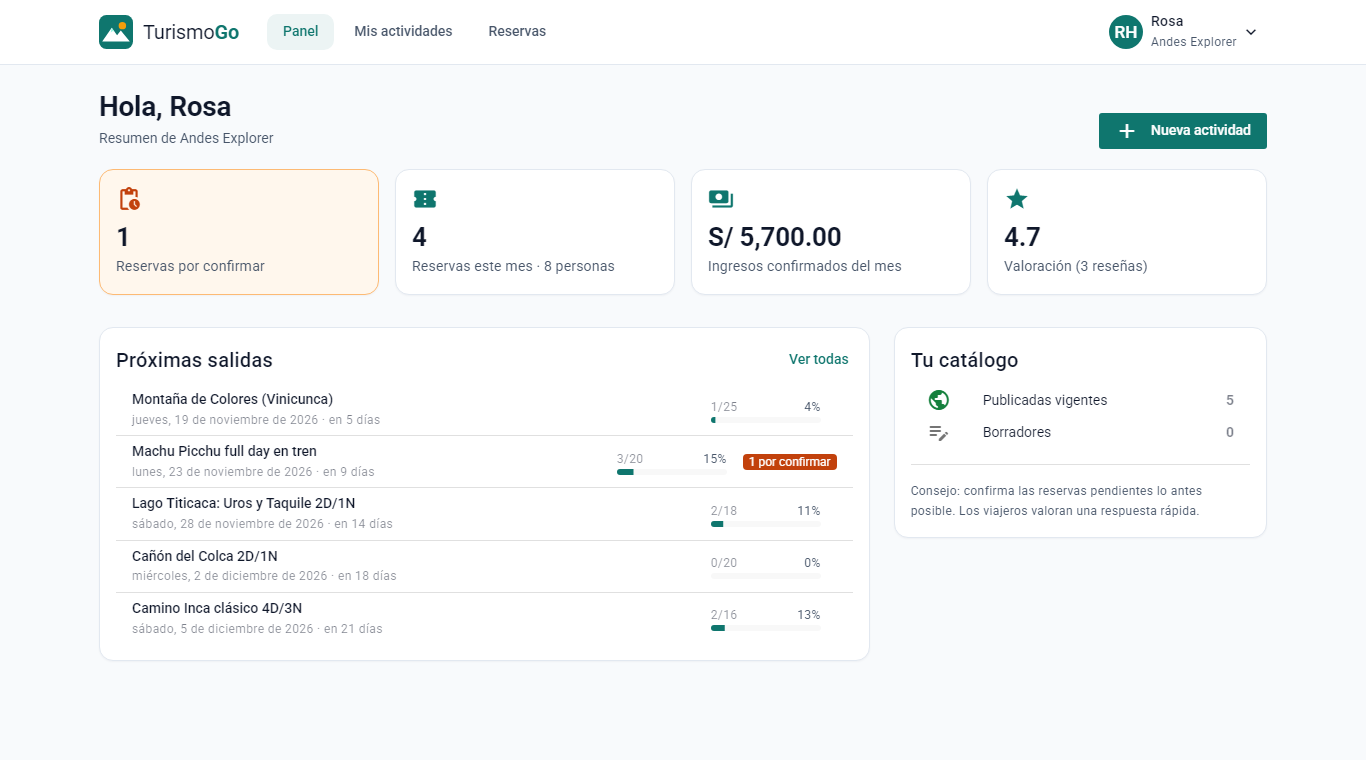 TurismoGo
Panel
Mis actividades
Reservas
RH
Rosa
Andes Explorer
Hola, Rosa
Resumen de Andes Explorer
Nueva actividad
1
Reservas por confirmar
4
Reservas este mes · 8 personas
S/ 5,700.00
Ingresos confirmados del mes
4.7
Valoración (3 reseñas)
Próximas salidas
Ver todas
Montaña de Colores (Vinicunca)
jueves, 19 de noviembre de 2026 · en 5 días
1/25
4%
Machu Picchu full day en tren
lunes, 23 de noviembre de 2026 · en 9 días
3/20
15%
1 por confirmar
Lago Titicaca: Uros y Taquile 2D/1N
sábado, 28 de noviembre de 2026 · en 14 días
2/18
11%
Cañón del Colca 2D/1N
miércoles, 2 de diciembre de 2026 · en 18 días
0/20
0%
Camino Inca clásico 4D/3N
sábado, 5 de diciembre de 2026 · en 21 días
2/16
13%
Tu catálogo
Publicadas vigentes
5
Borradores
0
Consejo: confirma las reservas pendientes lo antes
posible. Los viajeros valoran una respuesta rápida.